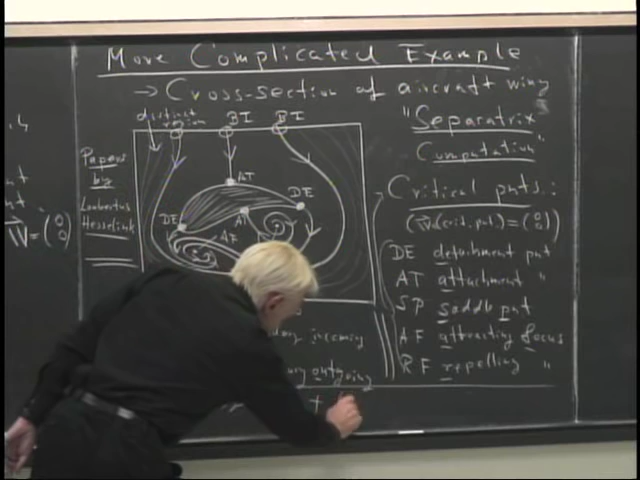 More Complicated Example
→ Cross-section of aircraft wing
distinct region
BI
BI
"Separatrix
Computation"
Papers
by
Lambertus
Hesselink
AT
DE
DE
AT
AF
W = (0 0)
Critical pnts.:
(W(crit. pnt.) = (0 0))
DE detachment pnt
AT attachment "
SP saddle pnt
AF attracting focus
RF repelling "
incoming
outgoing